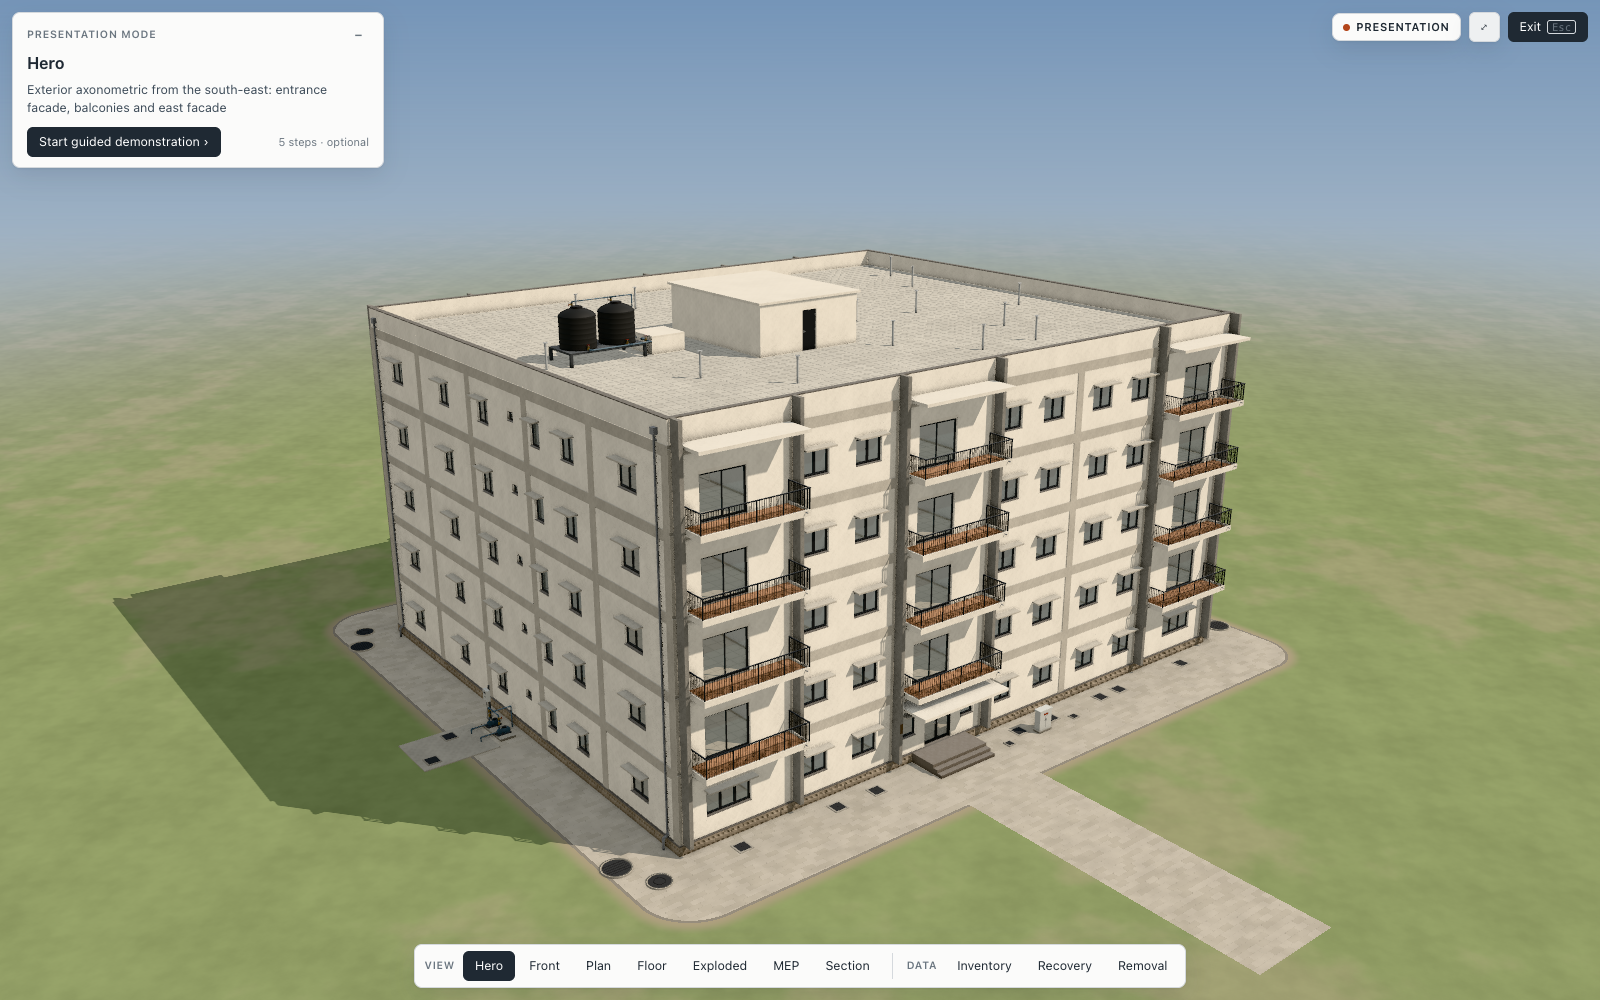 PRESENTATION MODE
Hero
Exterior axonometric from the south-east: entrance
facade, balconies and east facade
Start guided demonstration ›
5 steps · optional
PRESENTATION
Exit Esc
VIEW Hero Front Plan Floor Exploded MEP Section DATA Inventory Recovery Removal